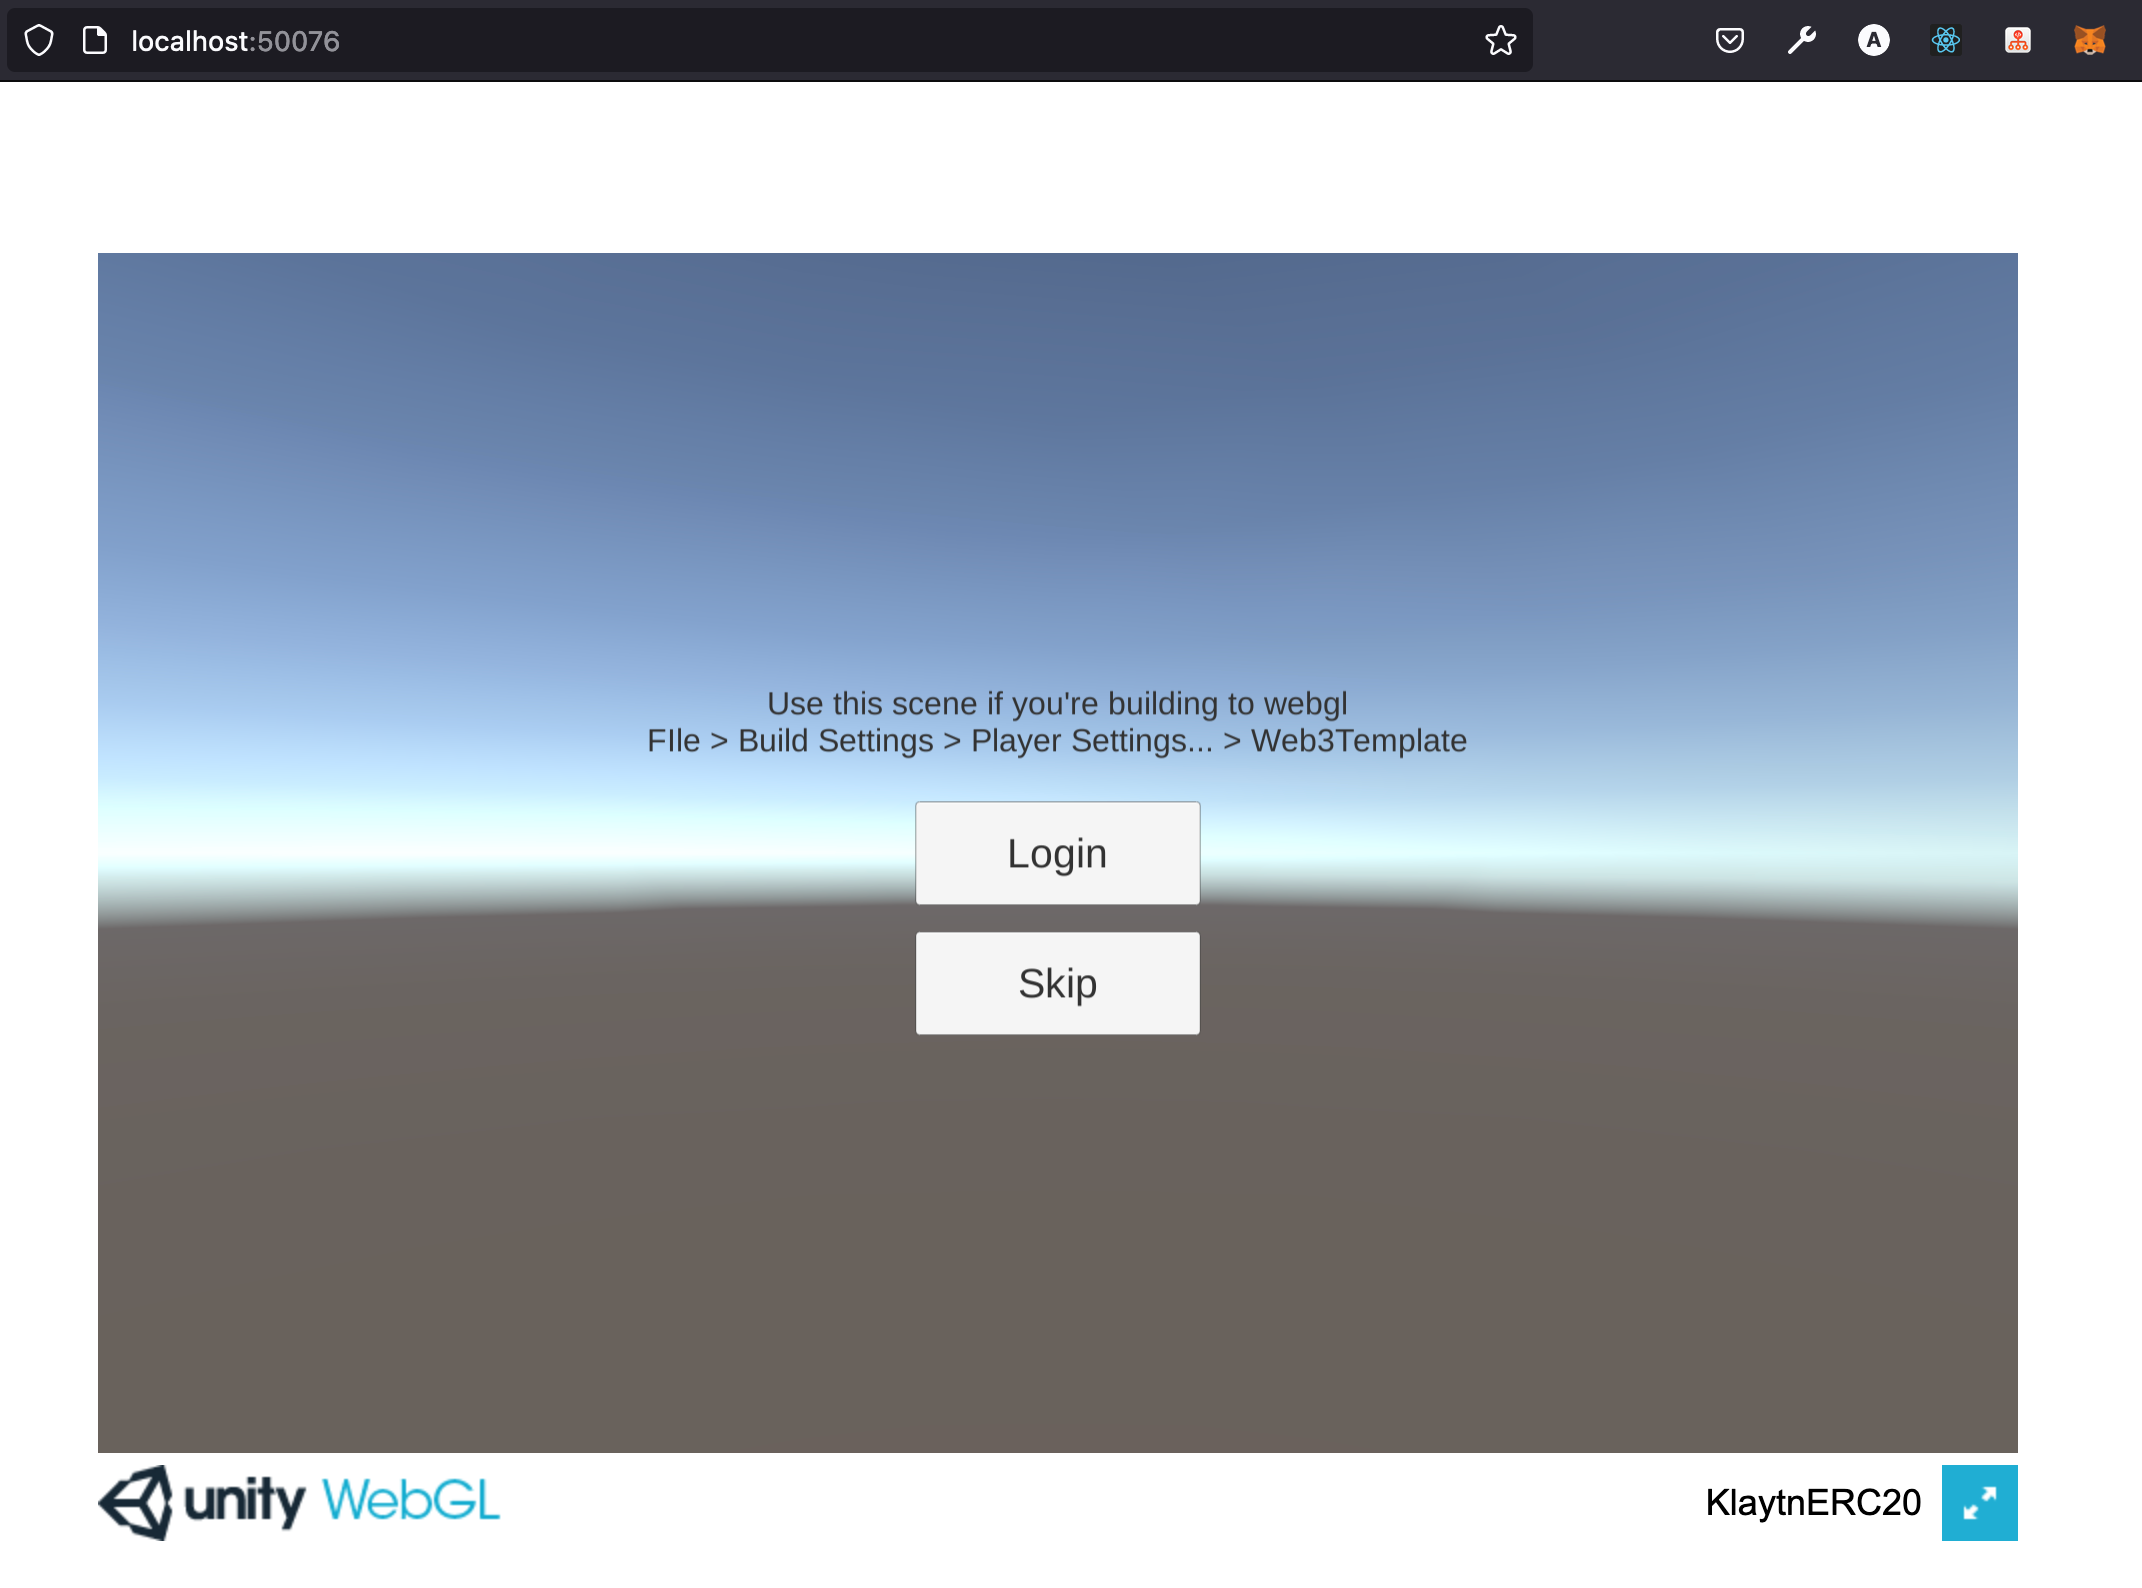 localhost:50076
A
Use this scene if you're building to webgl
FIle > Build Settings > Player Settings... > Web3Template
Login
Skip
unity WebGL
KlaytnERC20